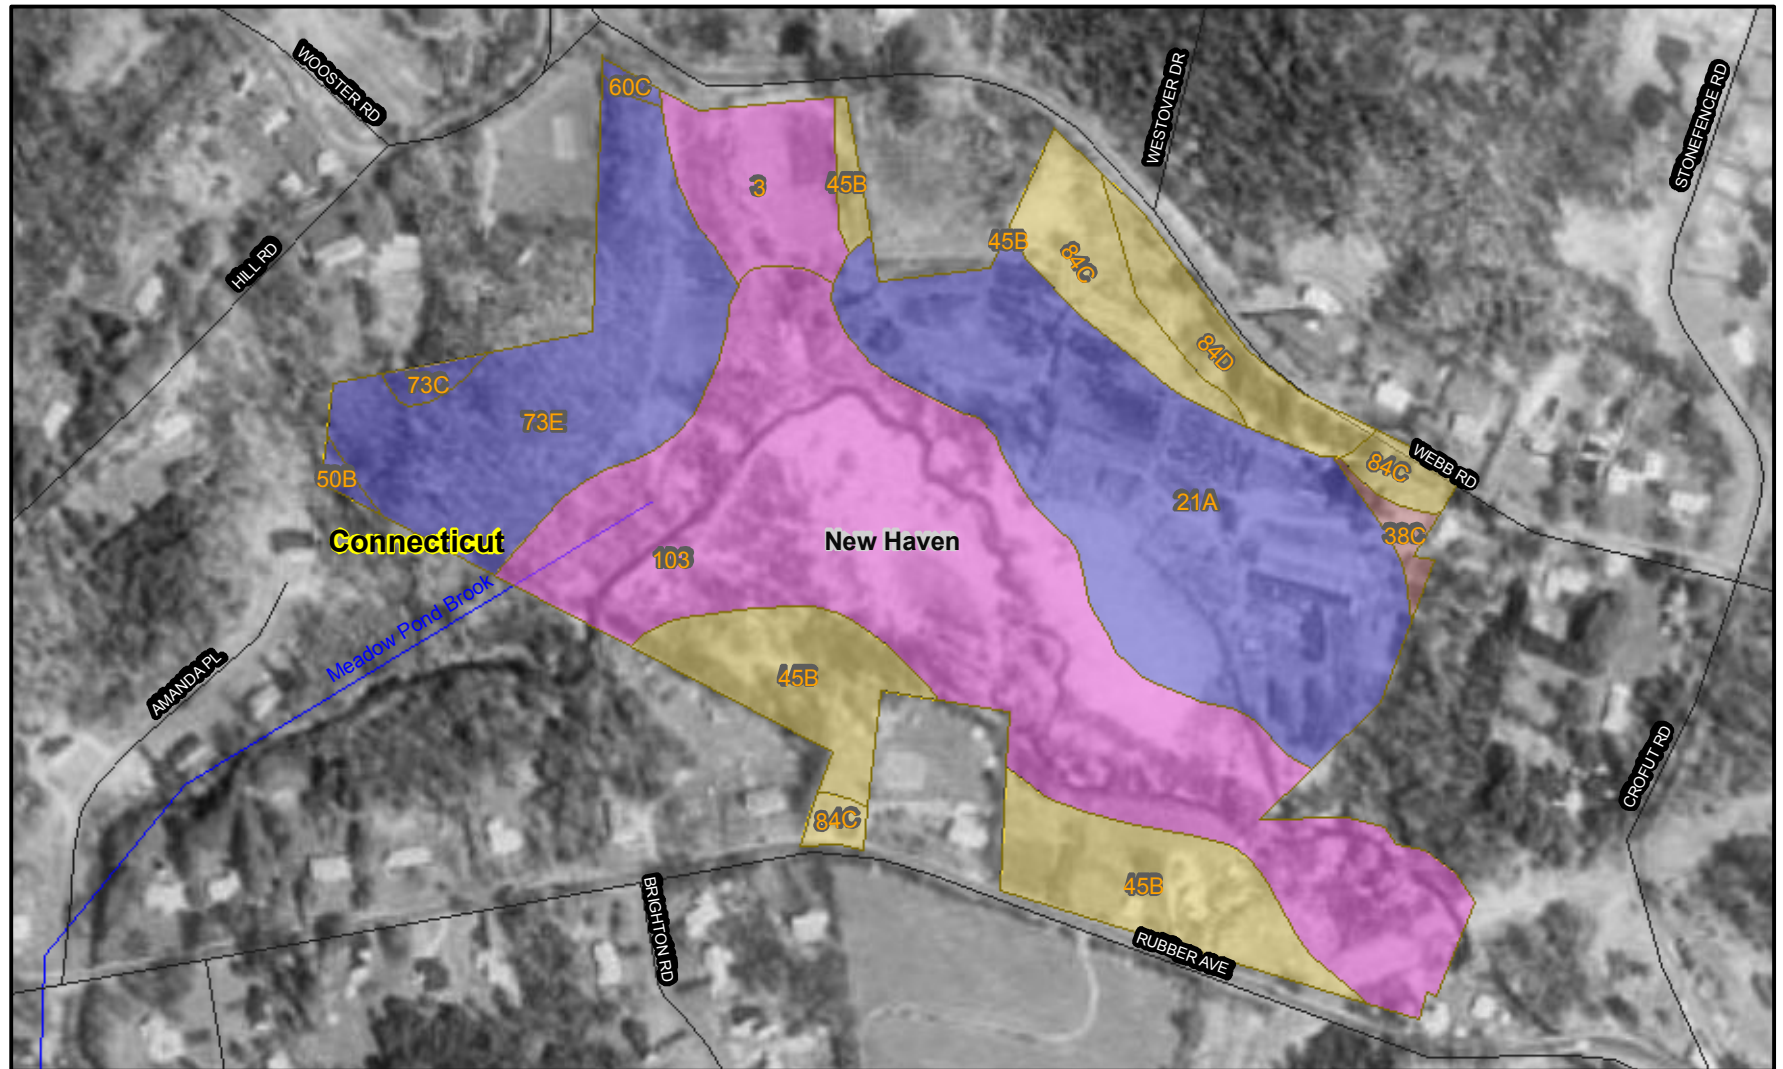 WOOSTER RD
WESTOVER DR
STONEFENCE RD
60C
3
45B
HILL RD
45B
84C
84D
73C
73E
50B
WEBB RD
84C
21A
38C
Connecticut
New Haven
103
Meadow Pond Brook
AMANDA PL
45B
CROFUT RD
84C
45B
BRIGHTON RD
RUBBER AVE